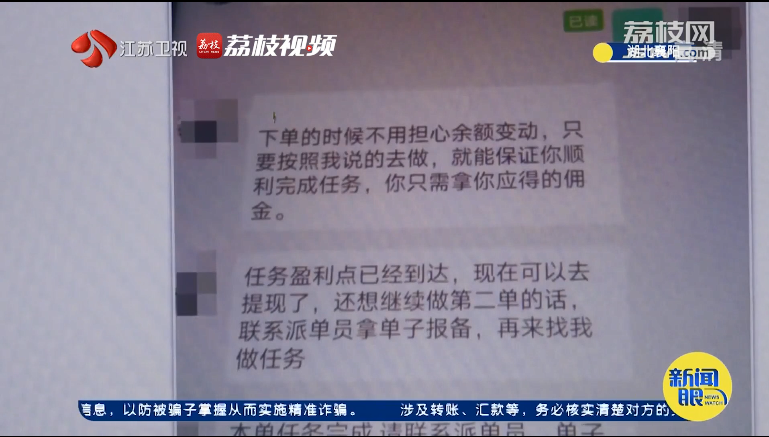 江苏卫视 荔枝 荔枝视频
已读
荔枝网
.com
湖北襄阳
下单的时候不用担心余额变动，只
要按照我说的去做，就能保证你顺
利完成任务，你只需拿你应得的佣
金。
任务盈利点已经到达，现在可以去
提现了，还想继续做第二单的话，
联系派单员拿单子报备，再来找我
做任务
新闻
眼
NEWS
WATCH
信息，以防被骗子掌握从而实施精准诈骗。 涉及转账、汇款等，务必核实清楚对方的
本单任务完成,请联系派单员 单子